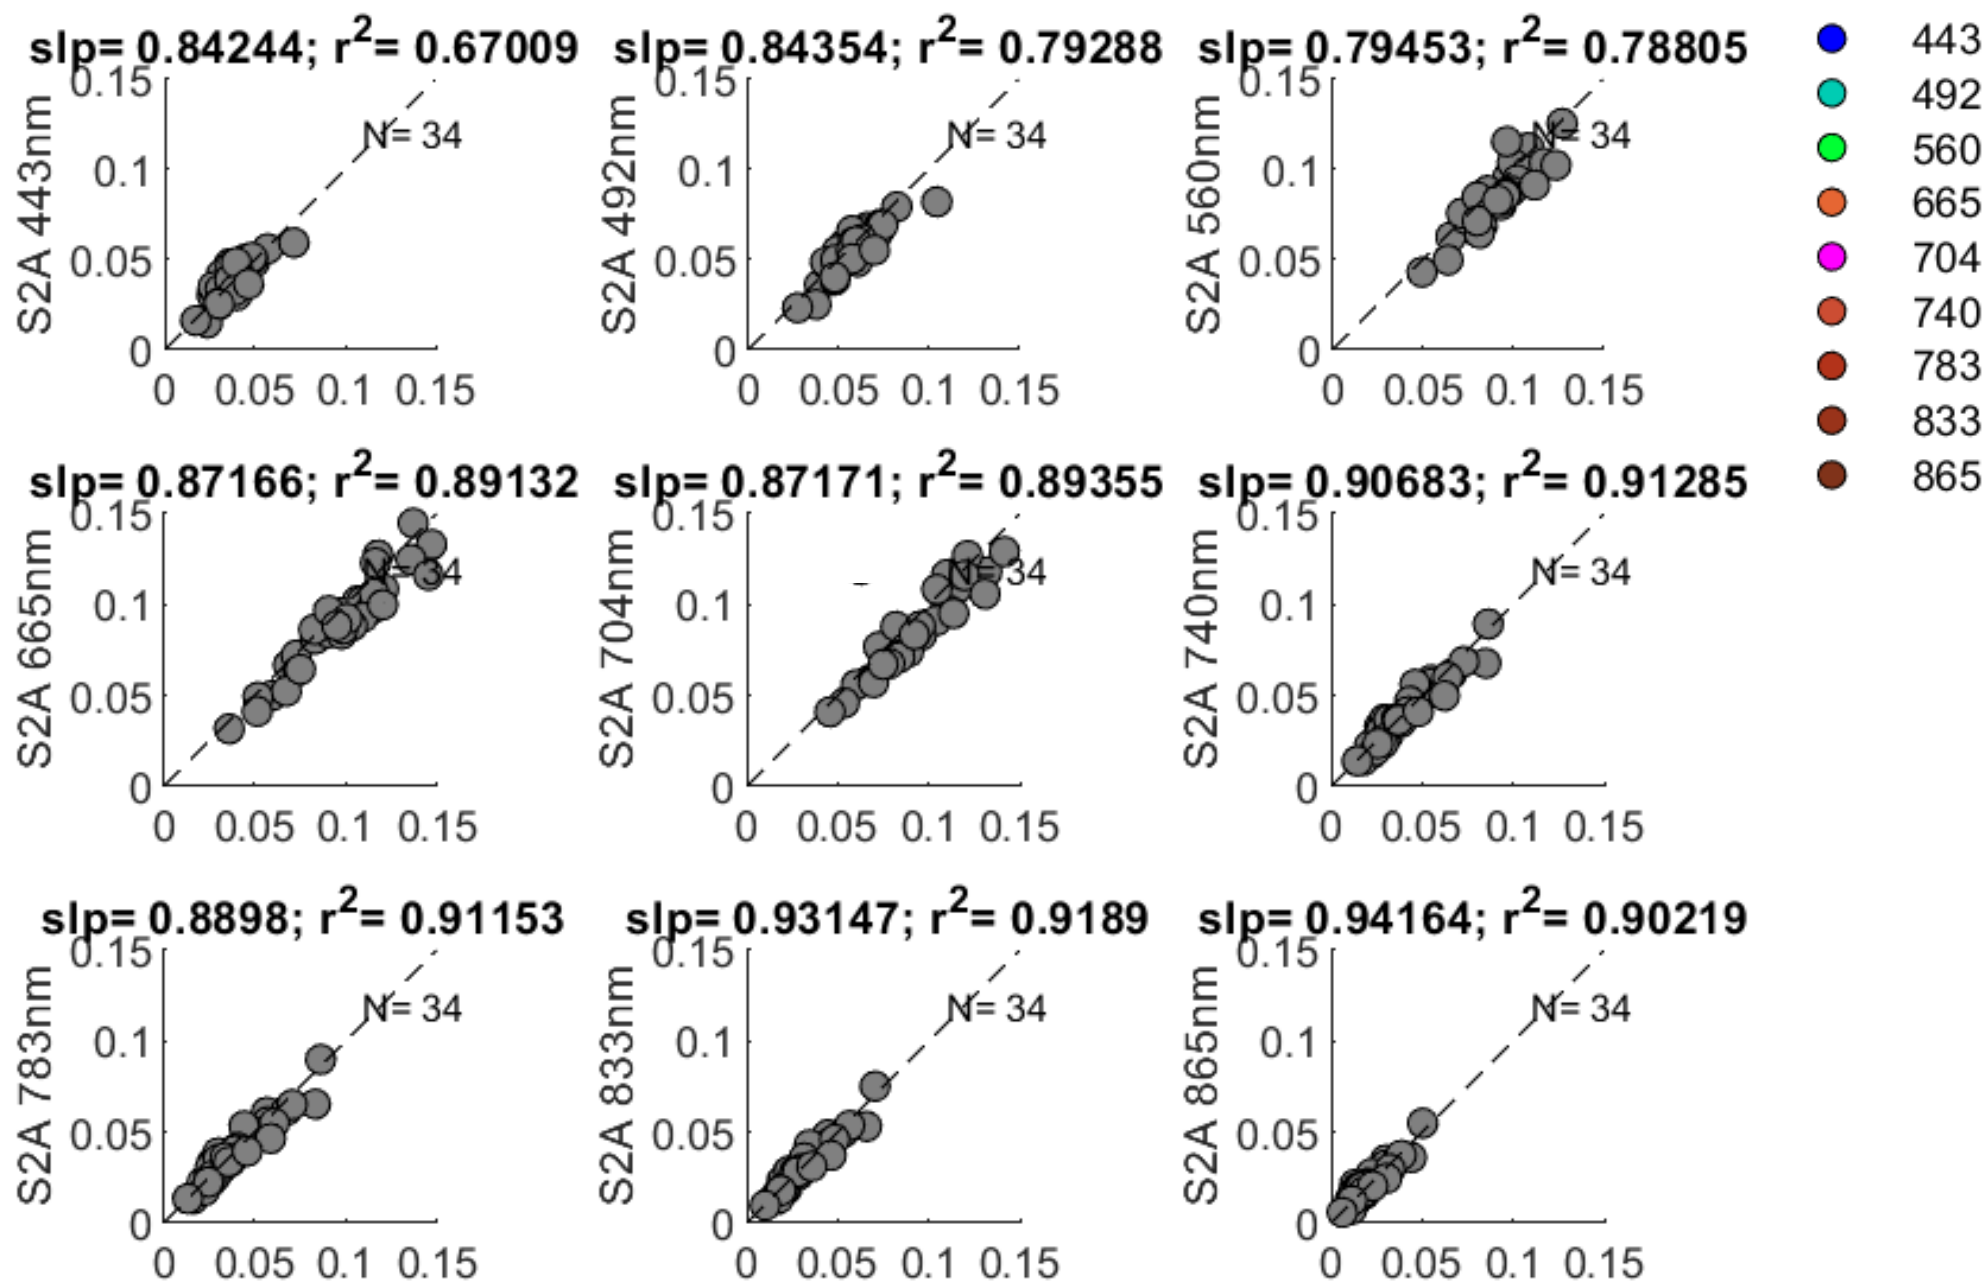 slp= 0.84244; r²= 0.67009
slp= 0.84354; r²= 0.79288
slp= 0.79453; r²= 0.78805
443
492
560
665
704
740
783
833
865
S2A 443nm
0.15
0.1
0.05
0
N= 34
0 0.05 0.1 0.15
S2A 492nm
0.15
0.1
0.05
0
N= 34
0 0.05 0.1 0.15
S2A 560nm
0.15
0.1
0.05
0
N= 34
0 0.05 0.1 0.15
slp= 0.87166; r²= 0.89132
slp= 0.87171; r²= 0.89355
slp= 0.90683; r²= 0.91285
S2A 665nm
0.15
0.1
0.05
0
N= 34
0 0.05 0.1 0.15
S2A 704nm
0.15
0.1
0.05
0
N= 34
0 0.05 0.1 0.15
S2A 740nm
0.15
0.1
0.05
0
N= 34
0 0.05 0.1 0.15
slp= 0.8898; r²= 0.91153
slp= 0.93147; r²= 0.9189
slp= 0.94164; r²= 0.90219
S2A 783nm
0.15
0.1
0.05
0
N= 34
0 0.05 0.1 0.15
S2A 833nm
0.15
0.1
0.05
0
N= 34
0 0.05 0.1 0.15
S2A 865nm
0.15
0.1
0.05
0
N= 34
0 0.05 0.1 0.15